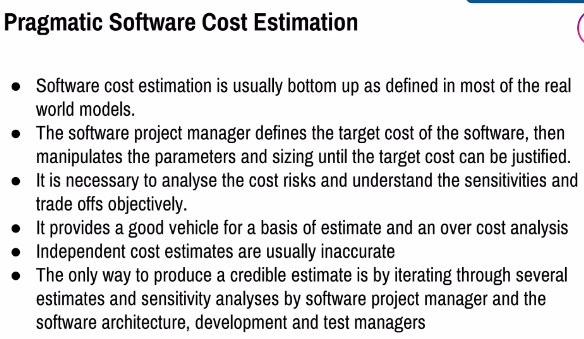 Pragmatic Software Cost Estimation
● Software cost estimation is usually bottom up as defined in most of the real
world models.
● The software project manager defines the target cost of the software, then
manipulates the parameters and sizing until the target cost can be justified.
● It is necessary to analyse the cost risks and understand the sensitivities and
trade offs objectively.
● It provides a good vehicle for a basis of estimate and an over cost analysis
● Independent cost estimates are usually inaccurate
● The only way to produce a credible estimate is by iterating through several
estimates and sensitivity analyses by software project manager and the
software architecture, development and test managers